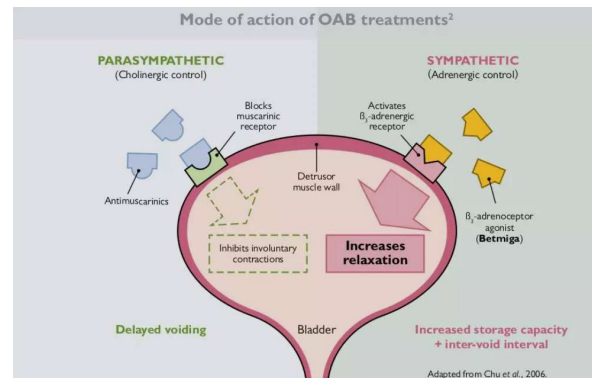 Mode of action of OAB treatments²
PARASYMPATHETIC
(Cholinergic control)
SYMPATHETIC
(Adrenergic control)
Blocks
muscarinic
receptor
Activates
ß₃-adrenergic
receptor
Antimuscarinics
Detrusor
muscle wall
ß₃-adrenoceptor
agonist
(Betmiga)
Inhibits involuntary
contractions
Increases
relaxation
Delayed voiding
Bladder
Increased storage capacity
+ inter-void interval
Adapted from Chu et al., 2006.